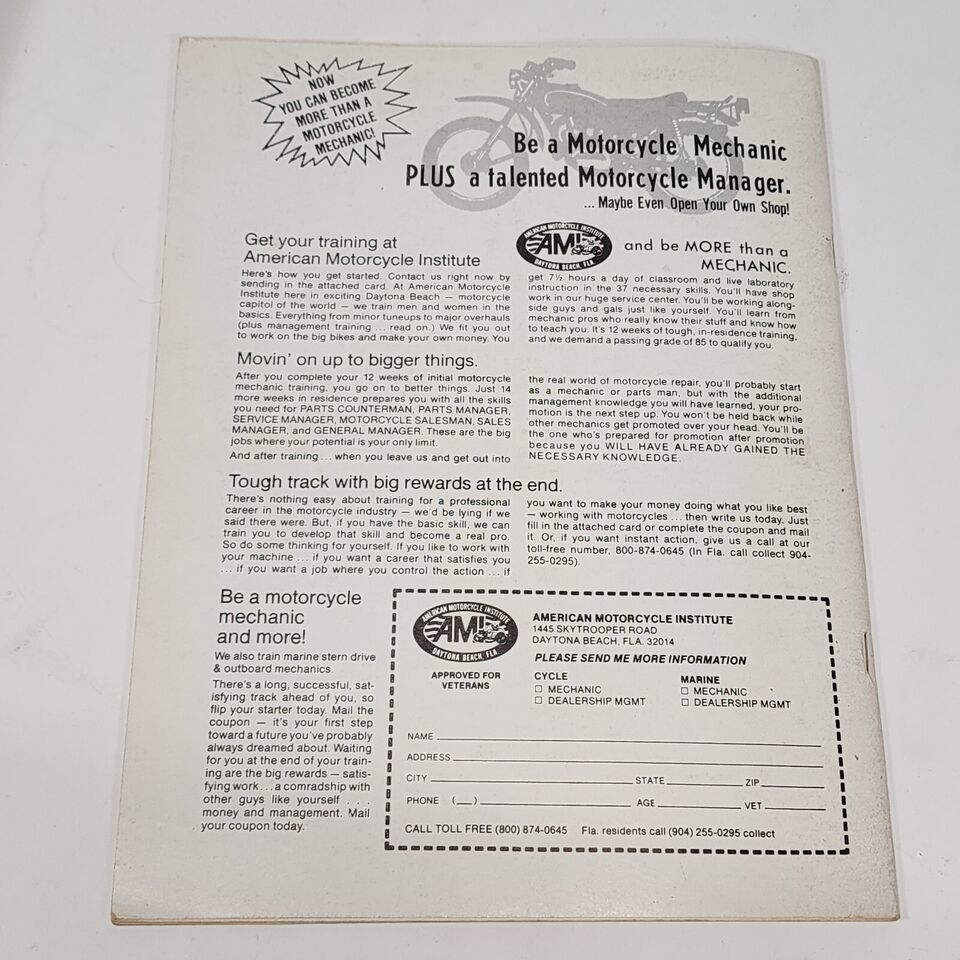 NOW
YOU CAN BECOME
MORE THAN A
MOTORCYCLE
MECHANIC!
Be a Motorcycle Mechanic
PLUS a talented Motorcycle Manager.
... Maybe Even Open Your Own Shop!
Get your training at
American Motorcycle Institute
AMERICAN MOTORCYCLE INSTITUTE
AMI
DAYTONA BEACH, FLA.
and be MORE than a
MECHANIC.
Here's how you get started. Contact us right now by
sending in the attached card. At American Motorcycle
Institute here in exciting Daytona Beach — motorcycle
capitol of the world — we train men and women in the
basics. Everything from minor tuneups to major overhauls
(plus management training ... read on.) We fit you out
to work on the big bikes and make your own money. You
get 7½ hours a day of classroom and live laboratory
instruction in the 37 necessary skills. You'll have shop
work in our huge service center. You'll be working along-
side guys and gals just like yourself. You'll learn from
mechanic pros who really know their stuff and know how
to teach you. It's 12 weeks of tough, in-residence training,
and we demand a passing grade of 85 to qualify you.
Movin' on up to bigger things.
After you complete your 12 weeks of initial motorcycle
mechanic training, you go on to better things. Just 14
more weeks in residence prepares you with all the skills
you need for PARTS COUNTERMAN, PARTS MANAGER,
SERVICE MANAGER, MOTORCYCLE SALESMAN, SALES
MANAGER, and GENERAL MANAGER. These are the big
jobs where your potential is your only limit.
And after training ... when you leave us and get out into
the real world of motorcycle repair, you'll probably start
as a mechanic or parts man, but with the additional
management knowledge you will have learned, your pro-
motion is the next step up. You won't be held back while
other mechanics get promoted over your head. You'll be
the one who's prepared for promotion after promotion
because you WILL HAVE ALREADY GAINED THE
NECESSARY KNOWLEDGE.
Tough track with big rewards at the end.
There's nothing easy about training for a professional
career in the motorcycle industry — we'd be lying if we
said there were. But, if you have the basic skill, we can
train you to develop that skill and become a real pro.
So do some thinking for yourself. If you like to work with
your machine ... if you want a career that satisfies you
... if you want a job where you control the action ... if
you want to make your money doing what you like best
— working with motorcycles ... then write us today. Just
fill in the attached card or complete the coupon and mail
it. Or, if you want instant action, give us a call at our
toll-free number, 800-874-0645 (In Fla. call collect 904-
255-0295).
Be a motorcycle
mechanic
and more!
We also train marine stern drive
& outboard mechanics.
There's a long, successful, sat-
isfying track ahead of you, so
flip your starter today. Mail the
coupon — it's your first step
toward a future you've probably
always dreamed about. Waiting
for you at the end of your train-
ing are the big rewards — satis-
fying work ... a comradship with
other guys like yourself . . .
money and management. Mail
your coupon today.
AMERICAN MOTORCYCLE INSTITUTE
AMI
DAYTONA BEACH, FLA.
APPROVED FOR
VETERANS
AMERICAN MOTORCYCLE INSTITUTE
1445 SKYTROOPER ROAD
DAYTONA BEACH, FLA. 32014
PLEASE SEND ME MORE INFORMATION
CYCLE
☐ MECHANIC
☐ DEALERSHIP MGMT
MARINE
☐ MECHANIC
☐ DEALERSHIP MGMT
NAME
ADDRESS
CITY STATE ZIP
PHONE (__) AGE VET
CALL TOLL FREE (800) 874-0645 Fla. residents call (904) 255-0295 collect